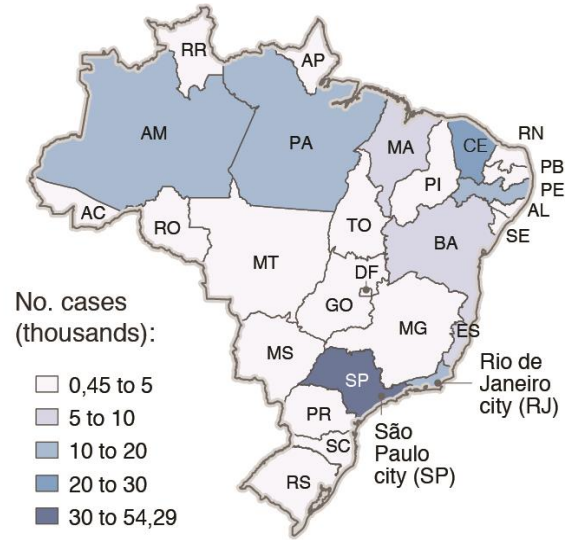 RR
AP
AM
PA
MA
CE
RN
PB
PE
AL
SE
PI
AC
RO
TO
BA
MT
DF
GO
MG
ES
MS
SP
PR
SC
RS
Rio de
Janeiro
city (RJ)
São
Paulo
city (SP)
No. cases
(thousands):
0,45 to 5
5 to 10
10 to 20
20 to 30
30 to 54,29